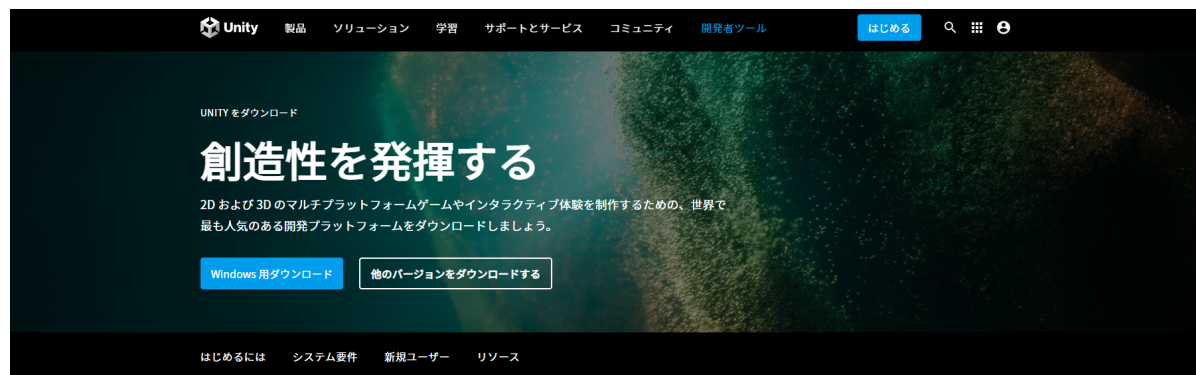 Unity 製品 ソリューション 学習 サポートとサービス コミュニティ 開発者ツール はじめる
UNITY をダウンロード
創造性を発揮する
2D および 3D のマルチプラットフォームゲームやインタラクティブ体験を制作するための、世界で
最も人気のある開発プラットフォームをダウンロードしましょう。
Windows 用ダウンロード 他のバージョンをダウンロードする
はじめるには システム要件 新規ユーザー リソース